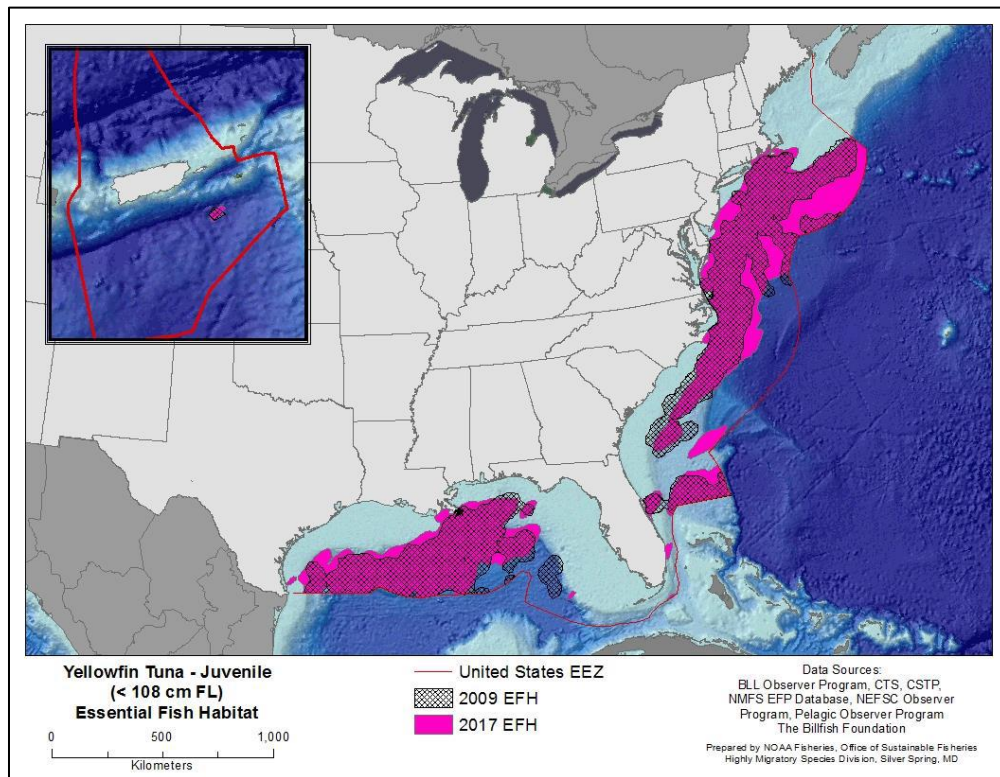 Yellowfin Tuna - Juvenile
(< 108 cm FL)
Essential Fish Habitat
0 500 1,000
Kilometers
United States EEZ
2009 EFH
2017 EFH
Data Sources:
BLL Observer Program, CTS, CSTP,
NMFS EFP Database, NEFSC Observer
Program, Pelagic Observer Program
The Billfish Foundation
Prepared by NOAA Fisheries, Office of Sustainable Fisheries
Highly Migratory Species Division, Silver Spring, MD